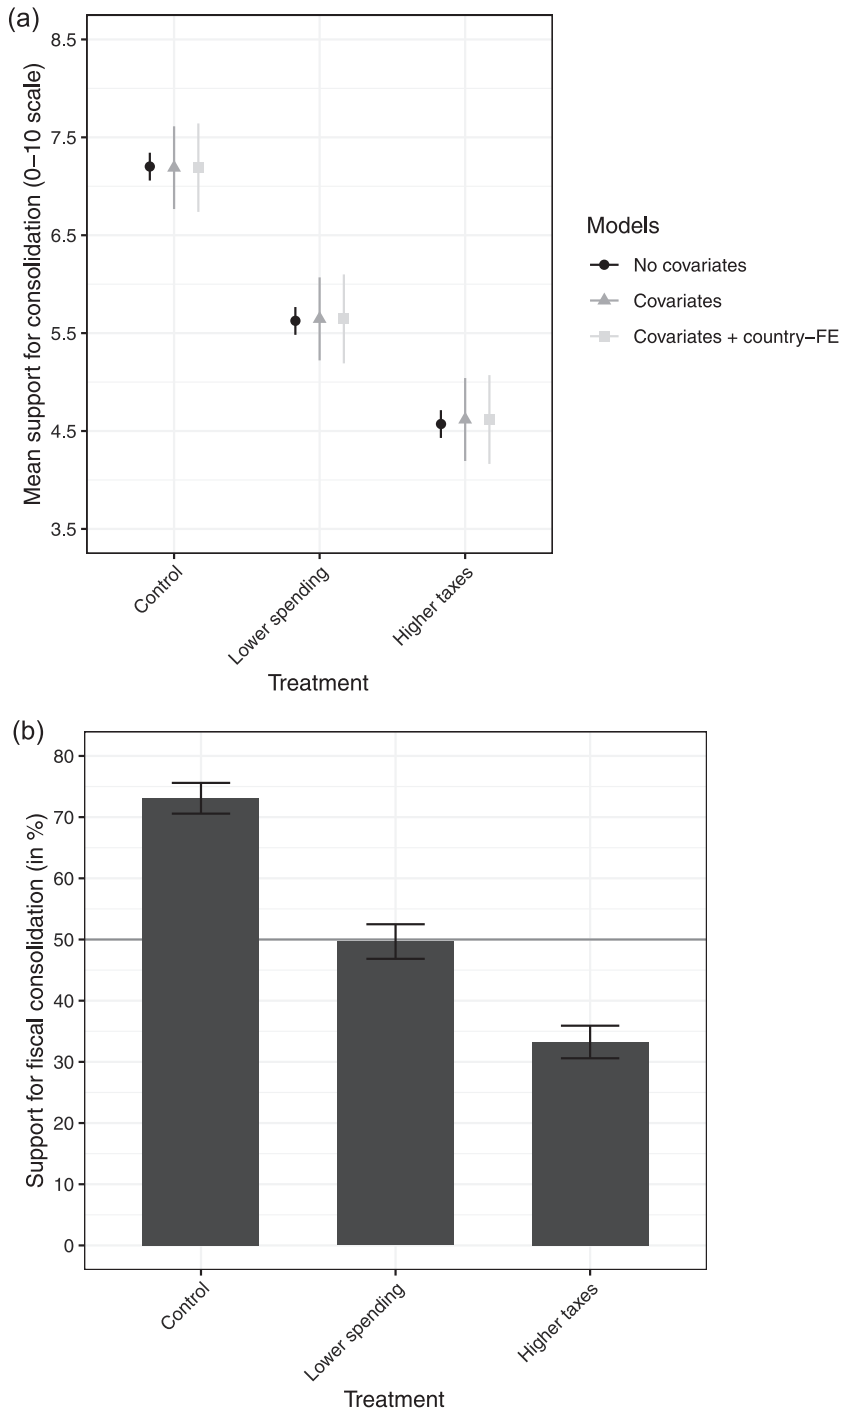 (a)
Mean support for consolidation (0–10 scale)
8.5
7.5
6.5
5.5
4.5
3.5
Control
Lower spending
Higher taxes
Treatment
Models
No covariates
Covariates
Covariates + country–FE
(b)
Support for fiscal consolidation (in %)
80
70
60
50
40
30
20
10
0
Control
Lower spending
Higher taxes
Treatment